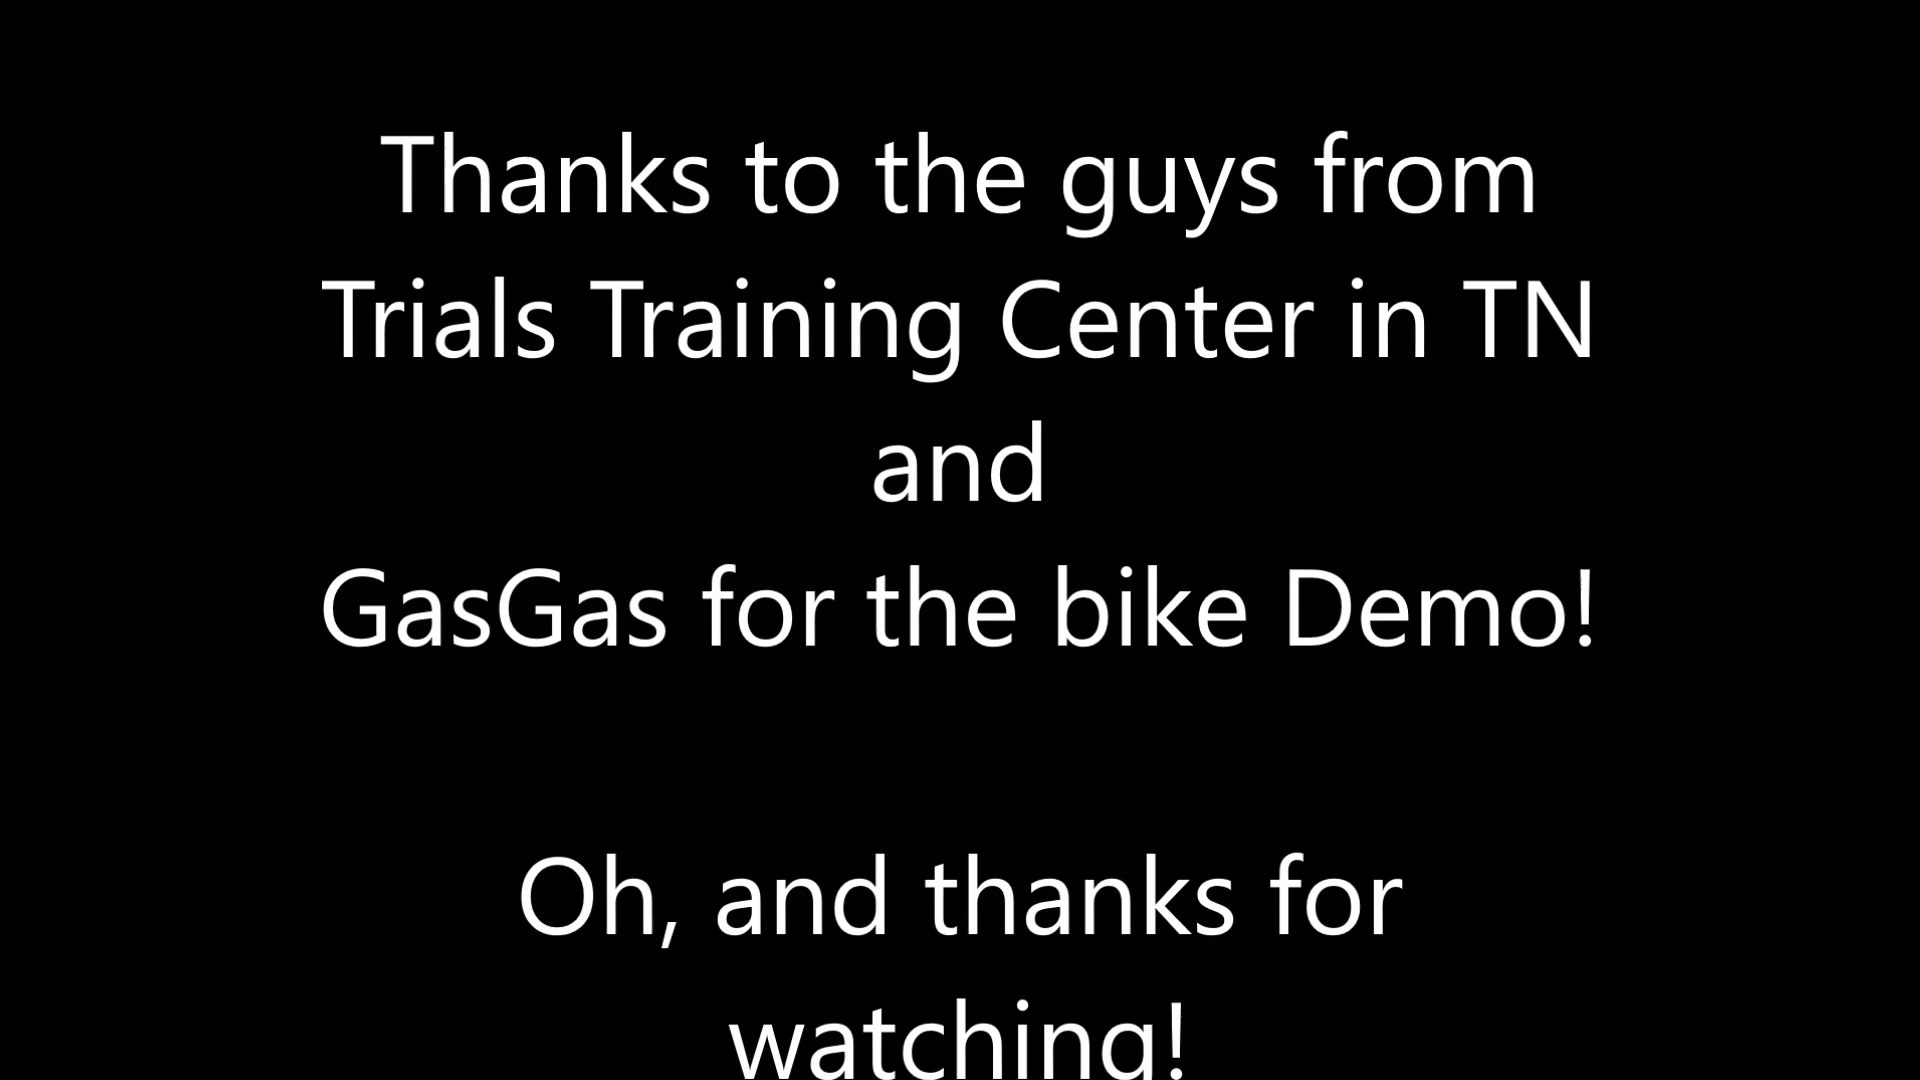 Thanks to the guys from
Trials Training Center in TN
and
GasGas for the bike Demo!
Oh, and thanks for
watching!